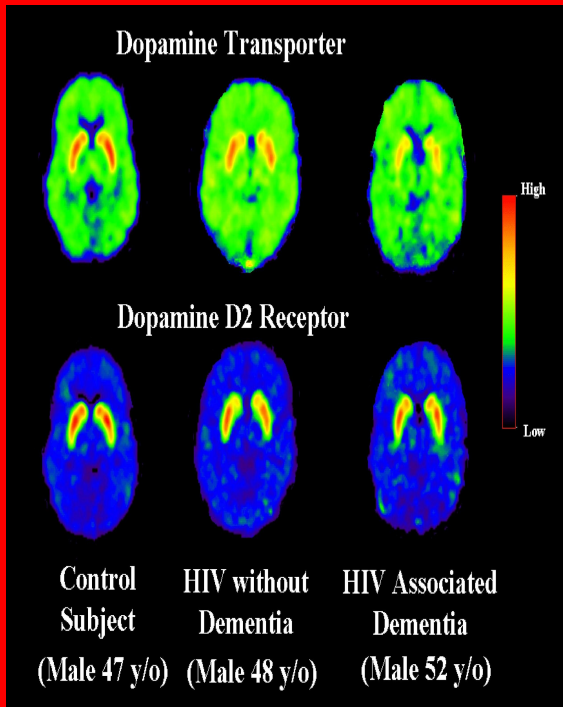 Dopamine Transporter
High
Dopamine D2 Receptor
Low
Control
Subject
(Male 47 y/o)
HIV without
Dementia
(Male 48 y/o)
HIV Associated
Dementia
(Male 52 y/o)